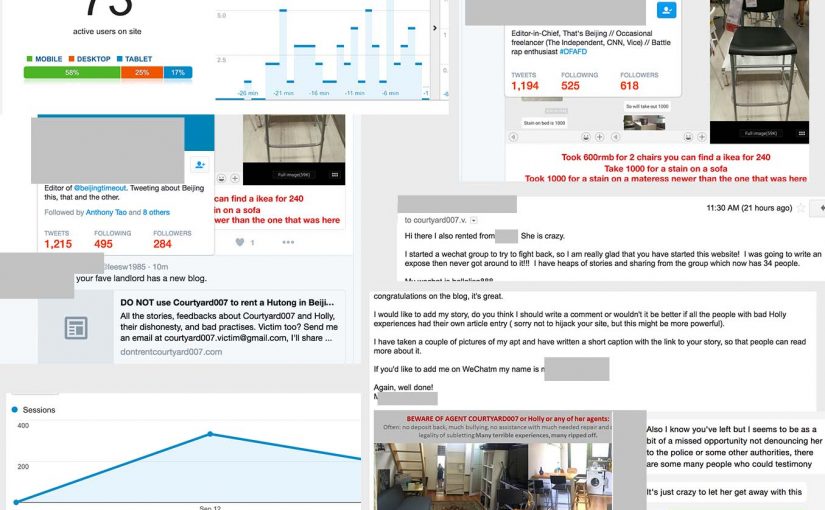 73
active users on site
MOBILE DESKTOP TABLET
58% 25% 17%
5.0
2.5
-26 min -21 min -16 min -11 min -6 min -1
Editor-in-Chief, That's Beijing // Occasional
freelancer (The Independent, CNN, Vice) // Battle
rap enthusiast #DFAFD
TWEETS FOLLOWING FOLLOWERS
1,194 525 618
So will take out 1000
Stain on bed is 1000
Full image(59K)
Took 600rmb for 2 chairs you can find a ikea for 240
Take 1000 for a stain on a sofa
Took 1000 for a stain on a materess newer than the one that was here
Full image(59K)
Editor of @beijingtimeout. Tweeting about Beijing
this, that and the other.
Followed by Anthony Tao and 8 others
TWEETS FOLLOWING FOLLOWERS
1,215 495 284
can find a ikea for 240
in on a sofa
wer than the one that was here
1
@leesw1985 · 10m
your fave landlord has a new blog.
DO NOT use Courtyard007 to rent a Hutong in Beiji...
All the stories, feedbacks about Courtyard007 and Holly,
their dishonesty, and bad practises. Victim too? Send me
an email at courtyard007.victim@gmail.com, I'll share ...
dontrentcourtyard007.com
11:30 AM (21 hours ago)
to courtyard007.v.
Hi there I also rented from She is crazy.
I started a wechat group to try to fight back, so I am really glad that you have started this website! I was going to write an
expose then never got around to it!!! I have heaps of stories and sharing from the group which now has 34 people.
congratulations on the blog, it's great.
I would like to add my story, do you think I should write a comment or wouldn't it be better if all the people with bad Holly
experiences had their own article entry ( sorry not to hijack your site, but this might be more powerful).
I have taken a couple of pictures of my apt and have written a short caption with the link to your story, so that people can read
more about it.
If you'd like to add me on WeChatm my name is
Again, well done!
M
Sessions
400
200
Sep 12
BEWARE OF AGENT COURTYARD007 or Holly or any of her agents:
Often: no deposit back, much bullying, no assistance with much needed repair and
legality of subletting Many terrible experiences, many ripped off.
Also I know you've left but I seems to be as a
bit of a missed opportunity not denouncing her
to the police or some other authorities, there
are some many people who could testimony
It's just crazy to let her get away with this